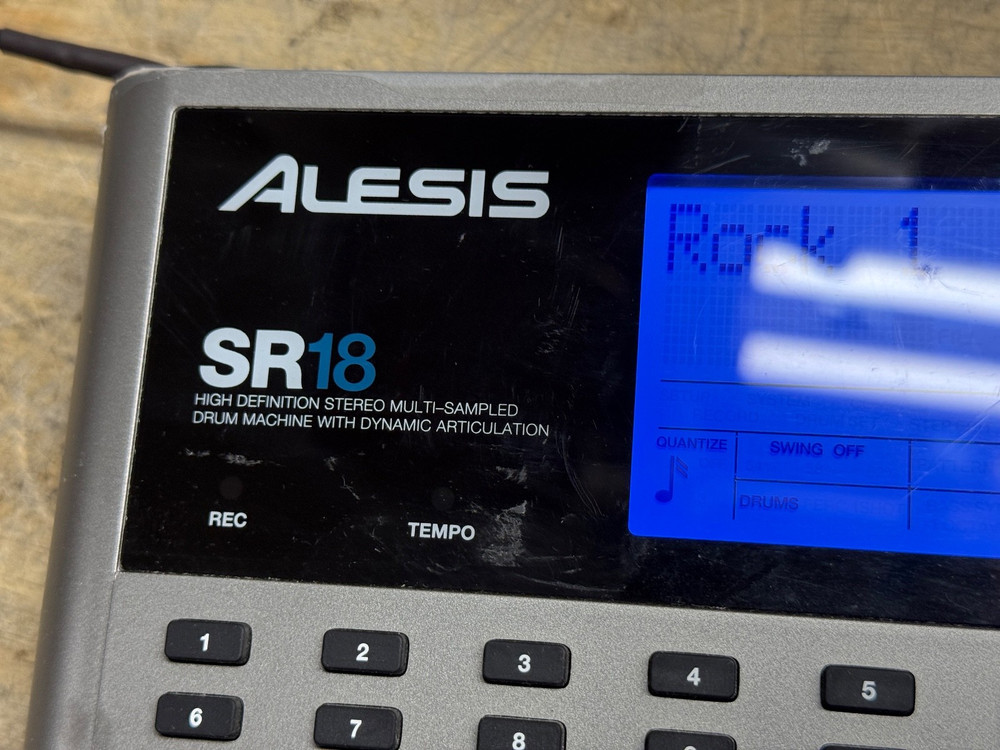 ALESIS
Rock 1
SR18
HIGH DEFINITION STEREO MULTI-SAMPLED
DRUM MACHINE WITH DYNAMIC ARTICULATION
QUANTIZE
SWING OFF
DRUMS
REC
TEMPO
1
2
3
4
5
6
7
8